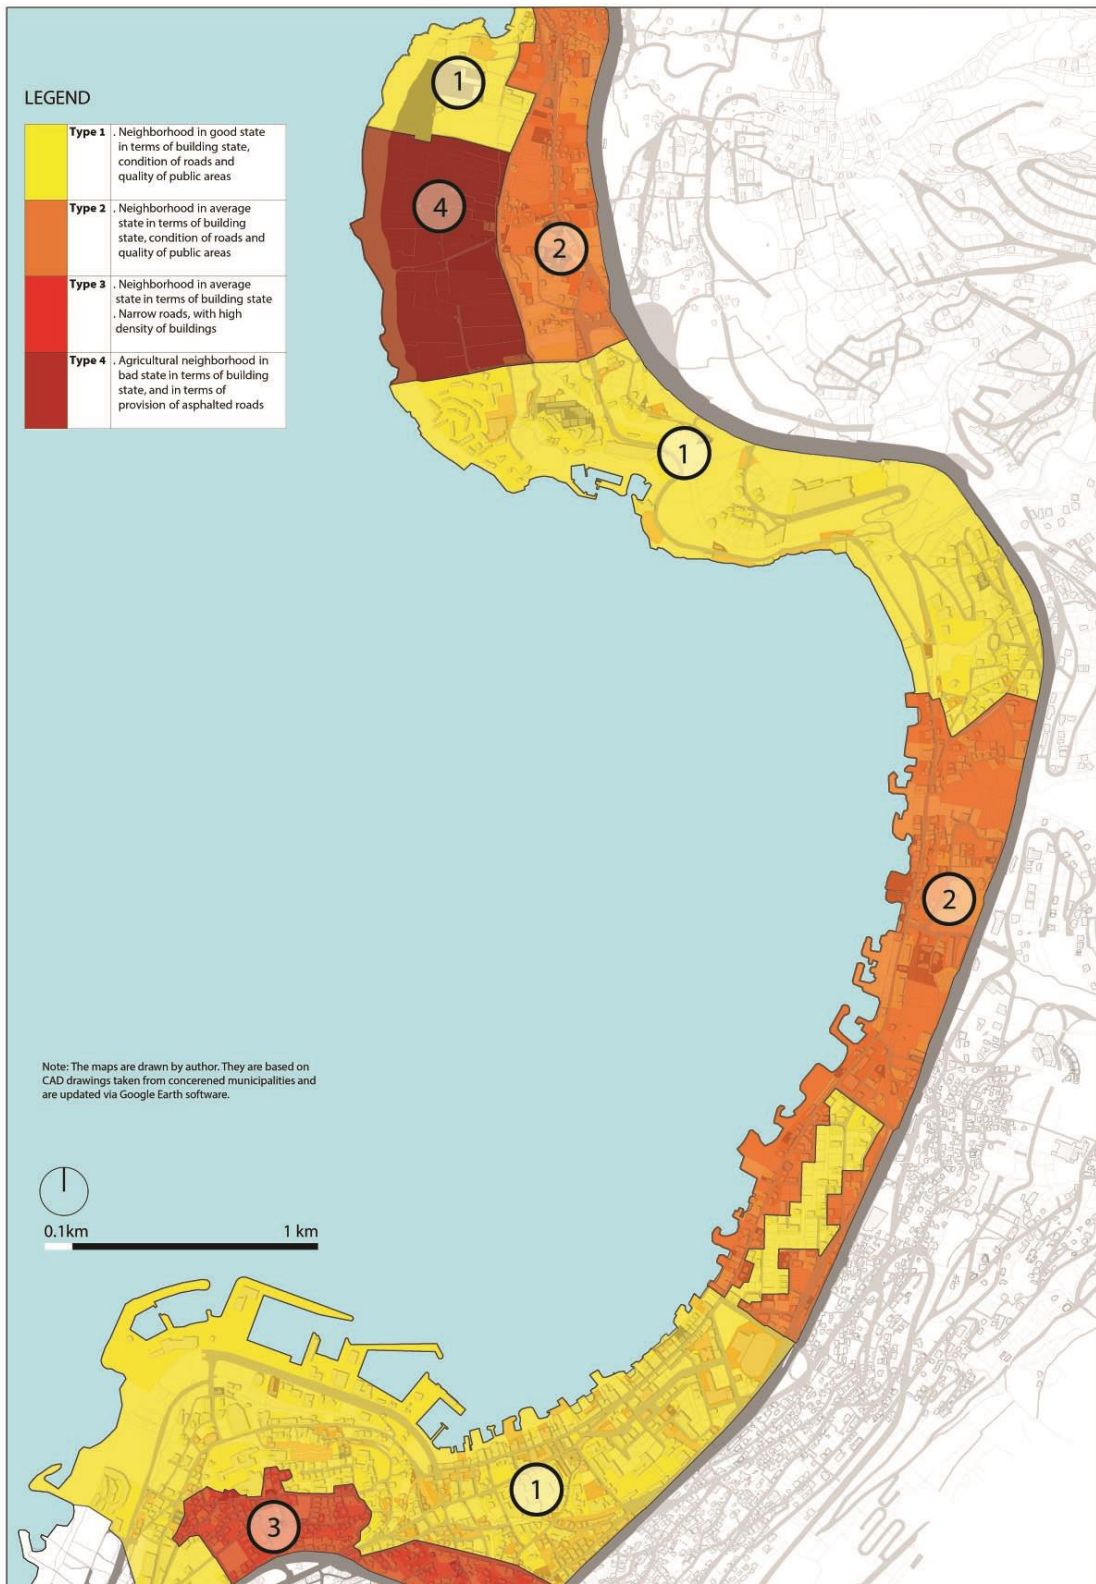 LEGEND
Type 1 . Neighborhood in good state
in terms of building state,
condition of roads and
quality of public areas
Type 2 . Neighborhood in average
state in terms of building
state, condition of roads and
quality of public areas
Type 3 . Neighborhood in average
state in terms of building state
. Narrow roads, with high
density of buildings
Type 4 . Agricultural neighborhood in
bad state in terms of building
state, and in terms of
provision of asphalted roads
1
4
2
1
2
Note: The maps are drawn by author. They are based on
CAD drawings taken from concerened municipalities and
are updated via Google Earth software.
0.1km 1 km
1
3